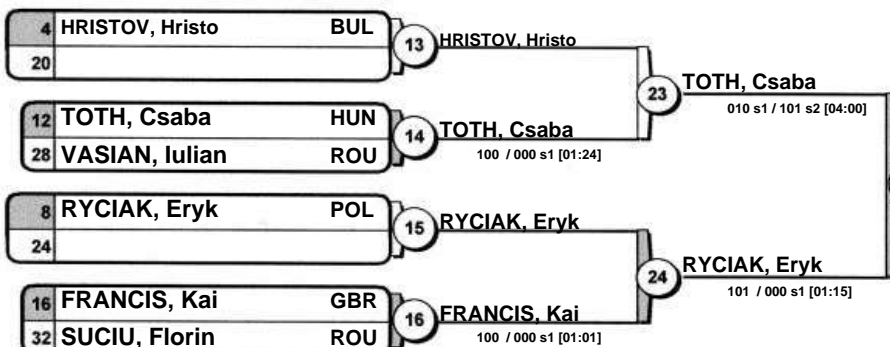 4 HRISTOV, Hristo BUL
20
13 HRISTOV, Hristo
12 TOTH, Csaba HUN
28 VASIAN, Iulian ROU
14 TOTH, Csaba
100 / 000 s1 [01:24]
23 TOTH, Csaba
010 s1 / 101 s2 [04:00]
8 RYCIAK, Eryk POL
24
15 RYCIAK, Eryk
16 FRANCIS, Kai GBR
32 SUCIU, Florin ROU
16 FRANCIS, Kai
100 / 000 s1 [01:01]
24 RYCIAK, Eryk
101 / 000 s1 [01:15]